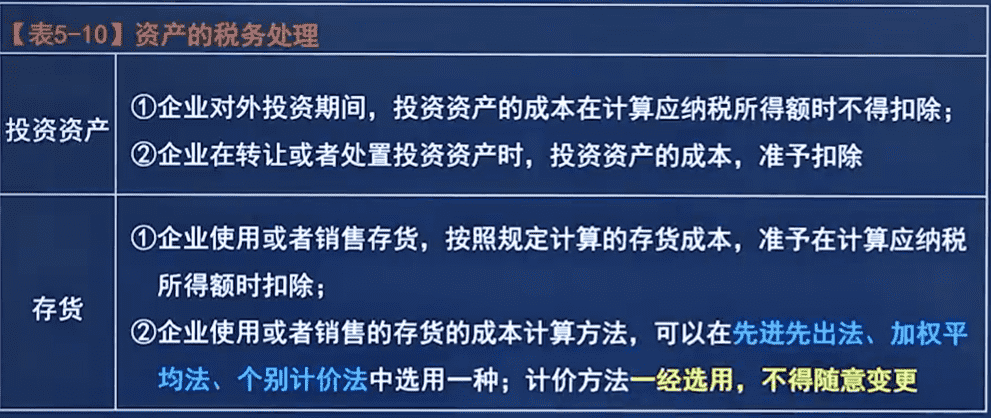 【表5-10】资产的税务处理
投资资产
①企业对外投资期间，投资资产的成本在计算应纳税所得额时不得扣除；
②企业在转让或者处置投资资产时，投资资产的成本，准予扣除
存货
①企业使用或者销售存货，按照规定计算的存货成本，准予在计算应纳税
所得额时扣除；
②企业使用或者销售的存货的成本计算方法，可以在先进先出法、加权平
均法、个别计价法中选用一种；计价方法一经选用，不得随意变更